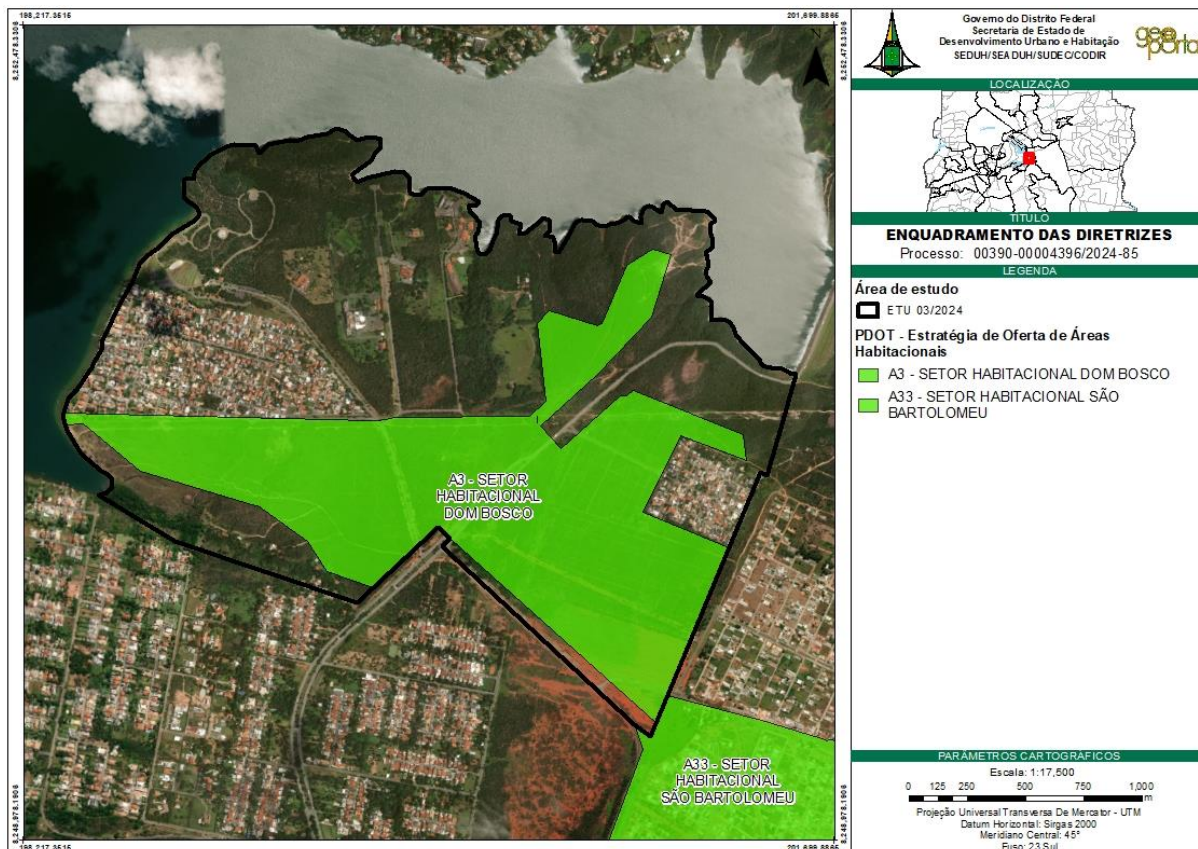 198,217.3515
201,699.8865
8,252,478.3306
8,252,478.3306
Governo do Distrito Federal
Secretaria de Estado de
Desenvolvimento Urbano e Habitação
SEDUH/SEADUH/SUDEC/CODIR
geo
porta
LOCALIZAÇÃO
TÍTULO
ENQUADRAMENTO DAS DIRETRIZES
Processo: 00390-00004396/2024-85
LEGENDA
Área de estudo
ETU 03/2024
PDOT - Estratégia de Oferta de Áreas
Habitacionais
A3 - SETOR HABITACIONAL DOM BOSCO
A33 - SETOR HABITACIONAL SÃO
BARTOLOMEU
A3 - SETOR
HABITACIONAL
DOM BOSCO
A33 - SETOR
HABITACIONAL
SÃO BARTOLOMEU
PARÂMETROS CARTOGRÁFICOS
Escala: 1:17,500
0 125 250 500 750 1,000
m
Projeção Universal Transversa De Mercator - UTM
Datum Horizontal: Sirgas 2000
Meridiano Central: 45°
Fuso: 23 Sul
8,248,978.1906
8,248,978.1906
198,217.3515
201,699.8865